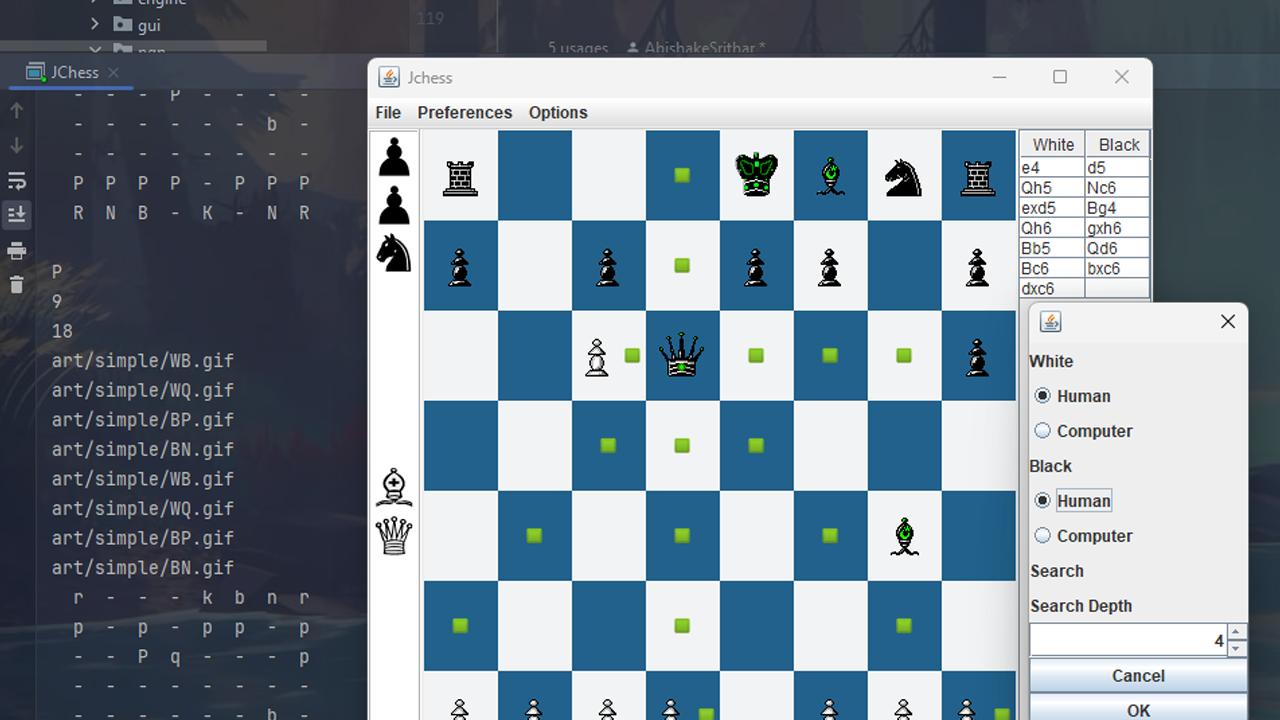 engine
gui
pgn
119
5 usages AbishakeSrithar *
JChess
- - - P - - - -
- - - - - - b -
- - - - - - - -
P P P P - P P P
R N B - K - N R
P
9
18
art/simple/WB.gif
art/simple/WQ.gif
art/simple/BP.gif
art/simple/BN.gif
art/simple/WB.gif
art/simple/WQ.gif
art/simple/BP.gif
art/simple/BN.gif
r - - - k b n r
p - p - p p - p
- - P q - - - p
- - - - - - - -
- - - - - - b -
Jchess
File Preferences Options
White Black
e4 d5
Qh5 Nc6
exd5 Bg4
Qh6 gxh6
Bb5 Qd6
Bc6 bxc6
dxc6
White
Human
Computer
Black
Human
Computer
Search
Search Depth
4
Cancel
OK